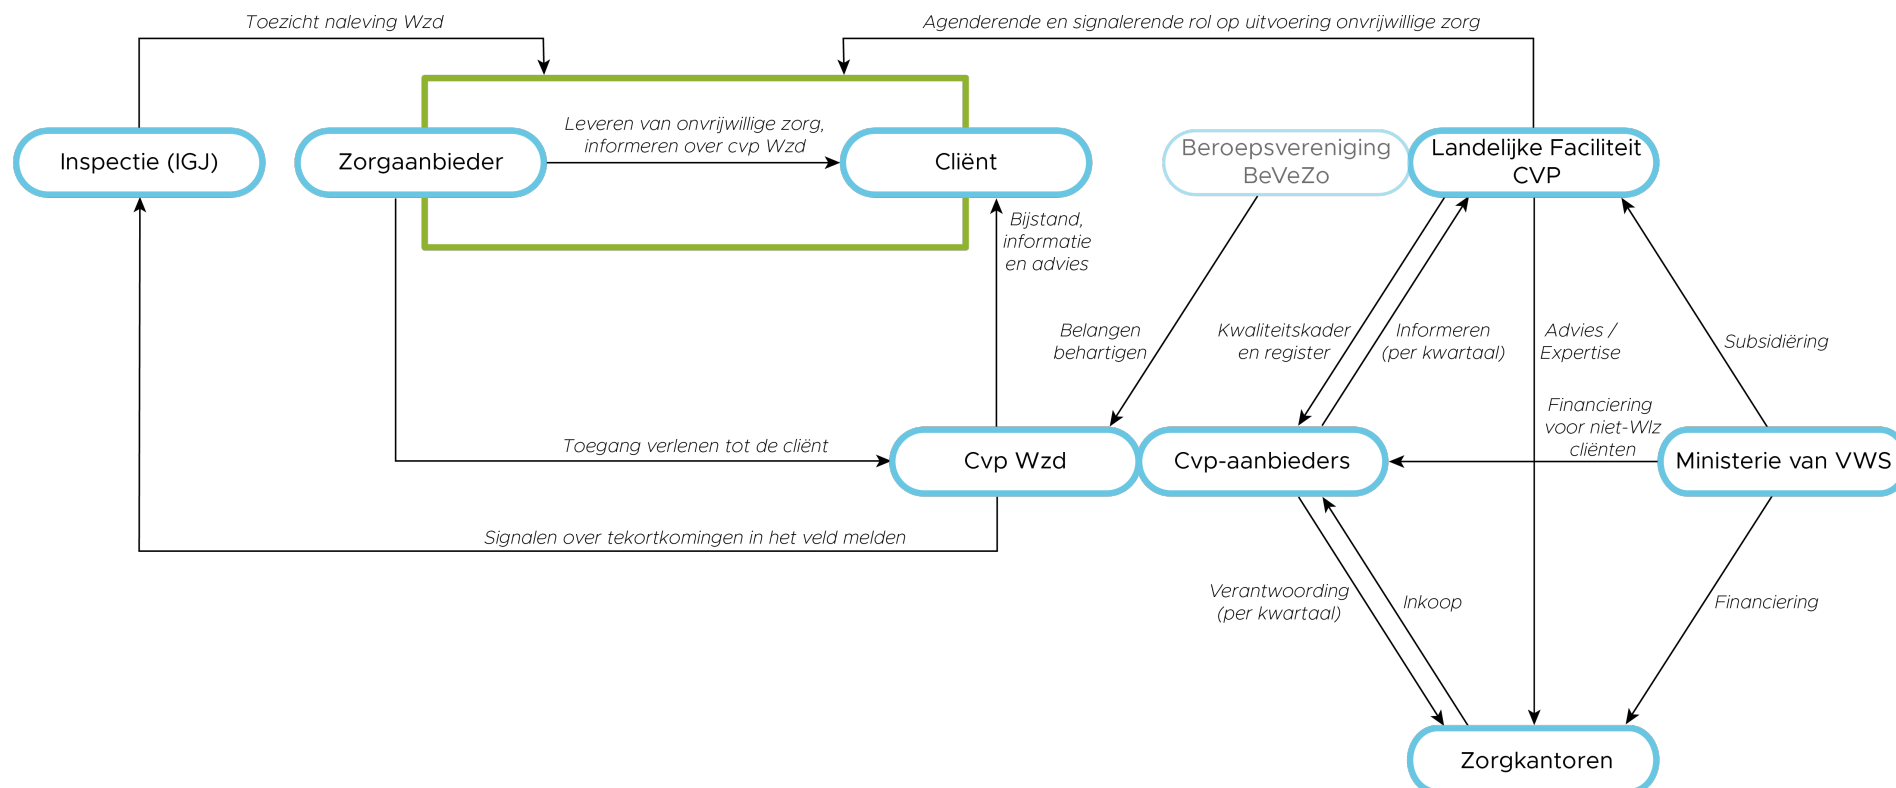 Toezicht naleving Wzd
Agenderende en signalerende rol op uitvoering onvrijwillige zorg
Inspectie (IGJ)
Zorgaanbieder
Leveren van onvrijwillige zorg,
informeren over cvp Wzd
Cliënt
Beroepsvereniging
BeVeZo
Landelijke Faciliteit
CVP
Bijstand,
informatie
en advies
Belangen
behartigen
Kwaliteitskader
en register
Informeren
(per kwartaal)
Advies /
Expertise
Subsidiëring
Financiering
voor niet-Wlz
cliënten
Toegang verlenen tot de cliënt
Cvp Wzd
Cvp-aanbieders
Ministerie van VWS
Signalen over tekortkomingen in het veld melden
Verantwoording
(per kwartaal)
Inkoop
Financiering
Zorgkantoren